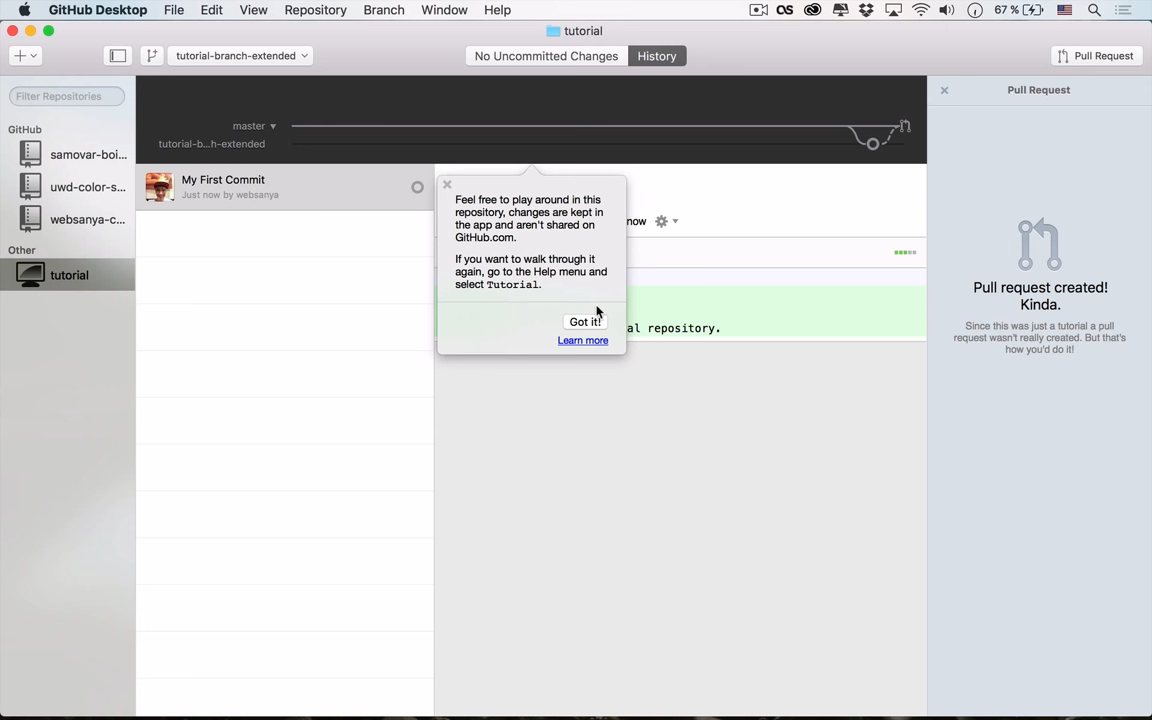 GitHub Desktop File Edit View Repository Branch Window Help 67 %
tutorial
tutorial-branch-extended No Uncommitted Changes History Pull Request
Filter Repositories
GitHub
samovar-boi...
uwd-color-s...
websanya-c...
Other
tutorial
master
tutorial-b...h-extended
My First Commit
Just now by websanya
Feel free to play around in this
repository, changes are kept in
the app and aren't shared on
GitHub.com.
If you want to walk through it
again, go to the Help menu and
select Tutorial.
Got it!
Learn more
now
al repository.
Pull Request
Pull request created!
Kinda.
Since this was just a tutorial a pull
request wasn't really created. But that's
how you'd do it!